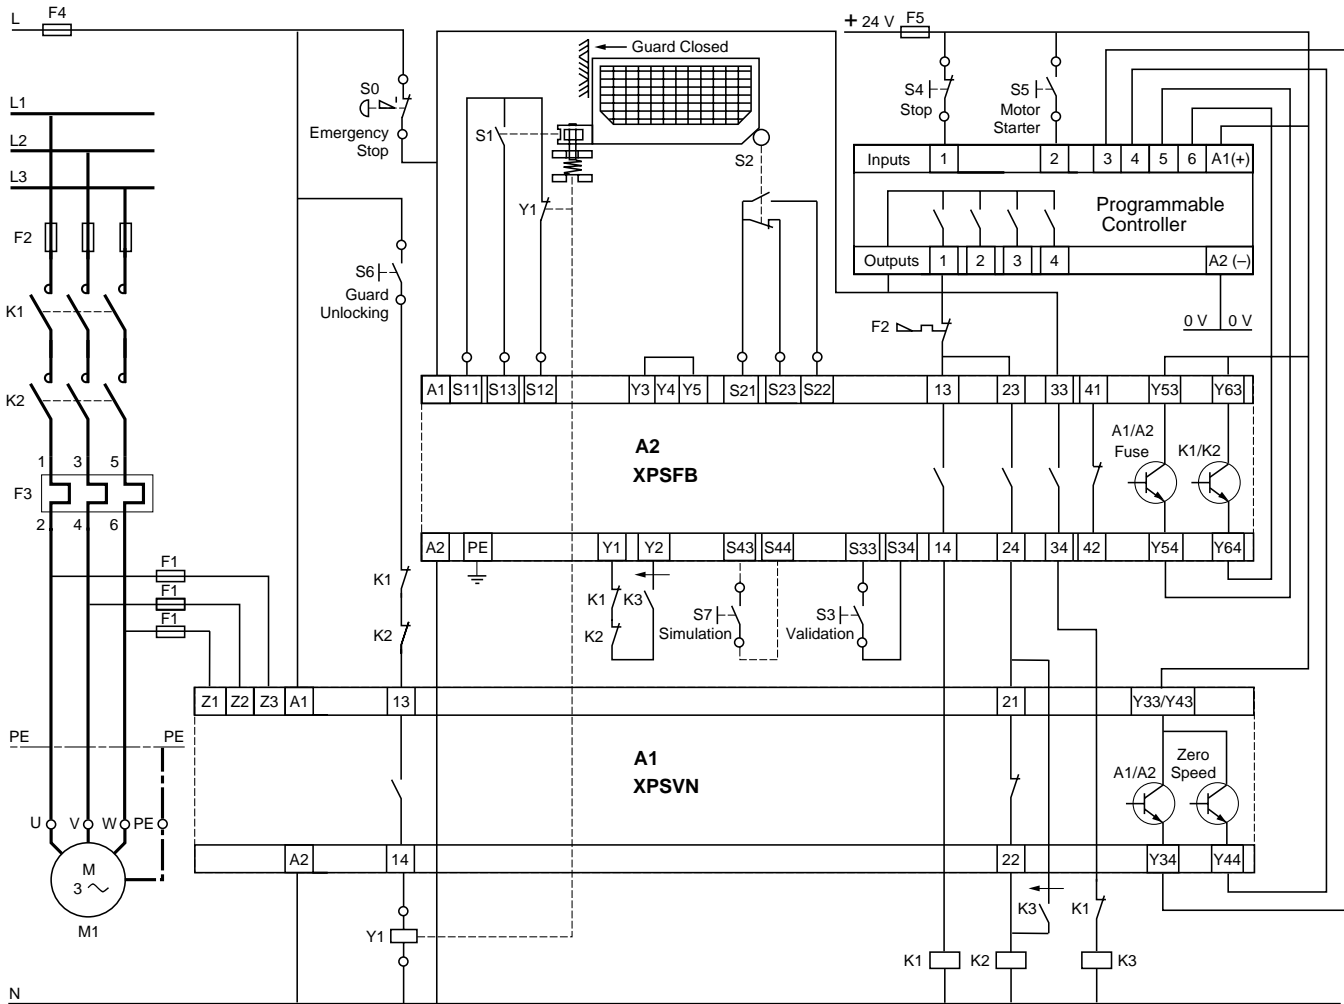 L F4 + 24 V F5
Guard Closed
S0
Emergency
Stop
S1
S2
S4
Stop
S5
Motor
Starter
L1
L2
L3
Inputs 1 2 3 4 5 6 A1(+)
Programmable
Controller
Outputs 1 2 3 4 A2 (–)
0 V 0 V
F2
Y1
S6
Guard
Unlocking
F2
K1
K2
A1 S11 S13 S12 Y3 Y4 Y5 S21 S23 S22 13 23 33 41 Y53 Y63
A2
XPSFB
A1/A2
Fuse
K1/K2
A2 PE Y1 Y2 S43 S44 S33 S34 14 24 34 42 Y54 Y64
1 3 5
F3
2 4 6
F1
F1
F1
K1
K2
K1 K3
K2
S7
Simulation
S3
Validation
Z1 Z2 Z3 A1 13 21 Y33/Y43
PE PE
A1
XPSVN
A1/A2
Zero
Speed
U V W PE
A2 14 22 Y34 Y44
M
3
M1
Y1
K3 K1
K1 K2 K3
N